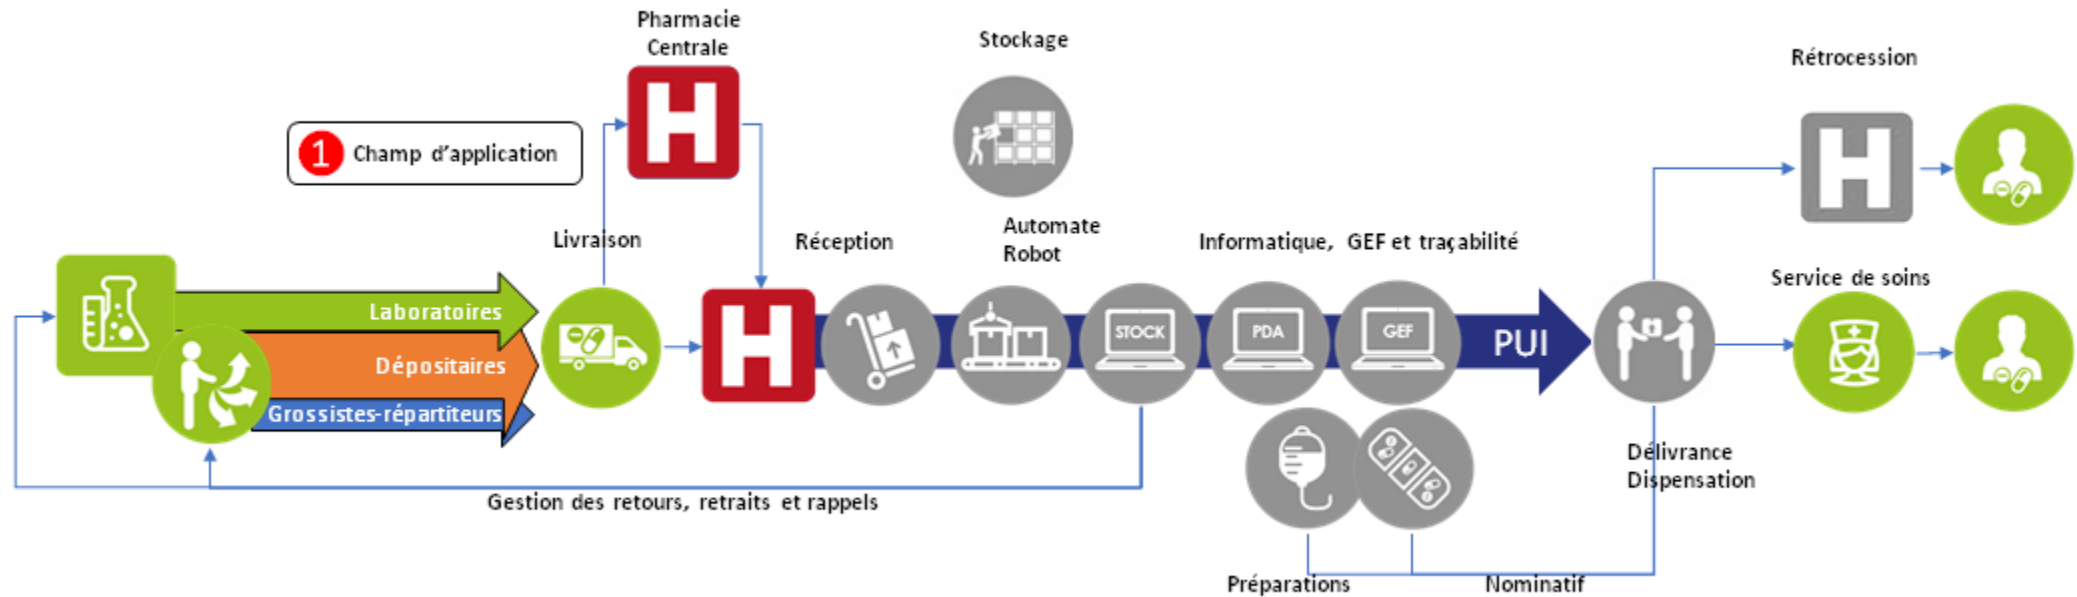 Pharmacie
Centrale
Stockage
Rétrocession
H
1 Champ d'application
H
Livraison
Réception
Automate
Robot
Informatique, GEF et traçabilité
Service de soins
Laboratoires
Dépositaires
Grossistes-répartiteurs
H
STOCK
PDA
GEF
PUI
Délivrance
Dispensation
Gestion des retours, retraits et rappels
Préparations
Nominatif